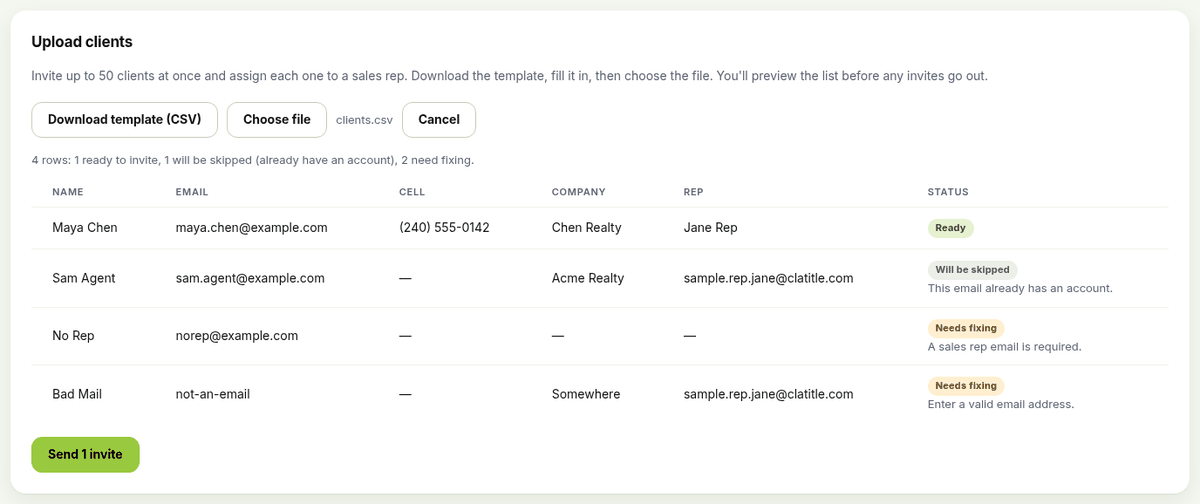 Upload clients
Invite up to 50 clients at once and assign each one to a sales rep. Download the template, fill it in, then choose the file. You'll preview the list before any invites go out.
Download template (CSV) Choose file clients.csv Cancel
4 rows: 1 ready to invite, 1 will be skipped (already have an account), 2 need fixing.
NAME EMAIL CELL COMPANY REP STATUS
Maya Chen maya.chen@example.com (240) 555-0142 Chen Realty Jane Rep Ready
Sam Agent sam.agent@example.com — Acme Realty sample.rep.jane@clatitle.com Will be skipped
This email already has an account.
No Rep norep@example.com — — — Needs fixing
A sales rep email is required.
Bad Mail not-an-email — Somewhere sample.rep.jane@clatitle.com Needs fixing
Enter a valid email address.
Send 1 invite